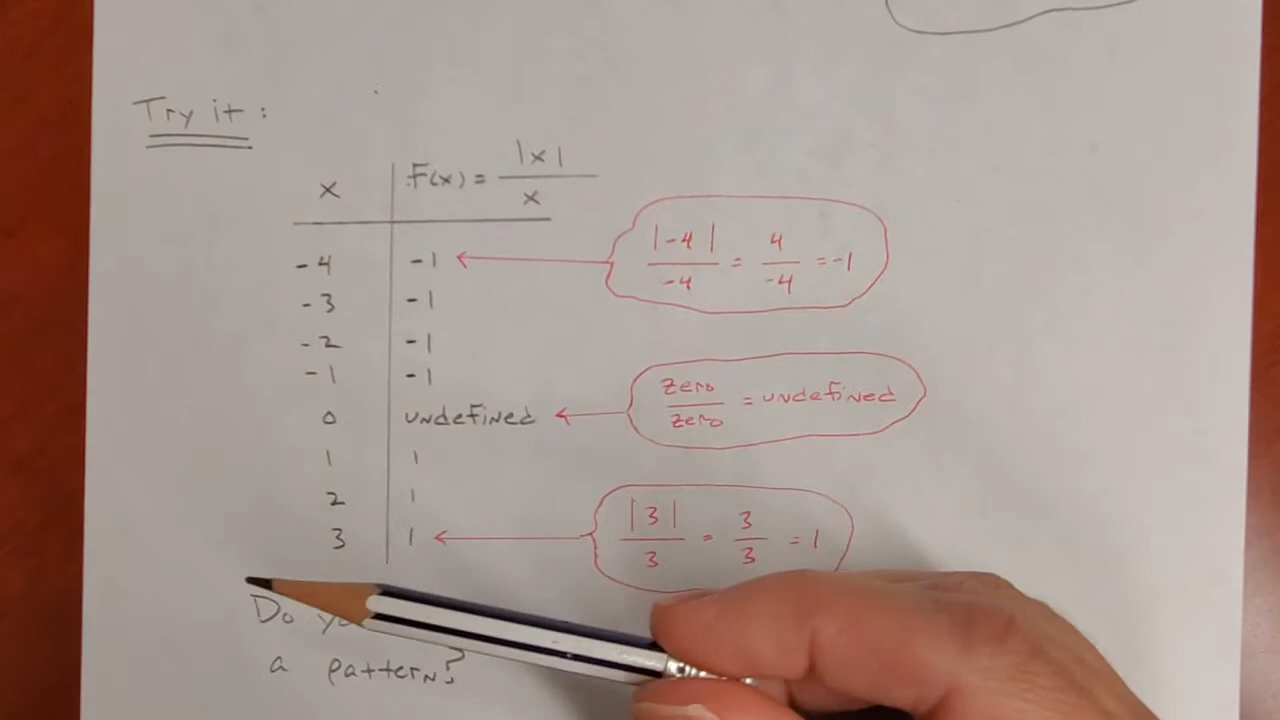 Try it:
x F(x) = |x| / x
-4 -1 |-4| / -4 = 4 / -4 = -1
-3 -1
-2 -1
-1 -1
0 undefined zero / zero = undefined
1 1
2 1
3 1 |3| / 3 = 3 / 3 = 1
Do
a pattern?